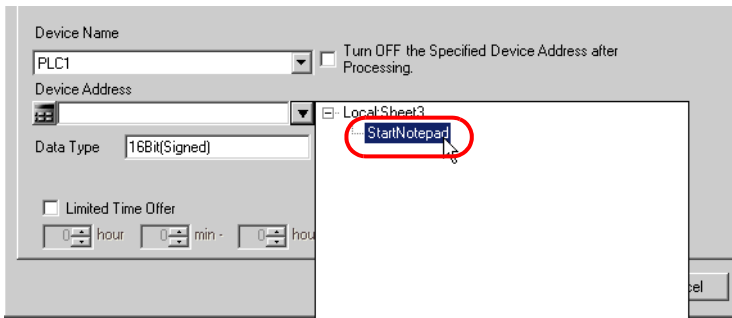 Device Name
PLC1
Turn OFF the Specified Device Address after
Processing.
Device Address
Local:Sheet3
StartNotepad
Data Type 16Bit(Signed)
Limited Time Offer
0 hour 0 min - 0 hou
cel